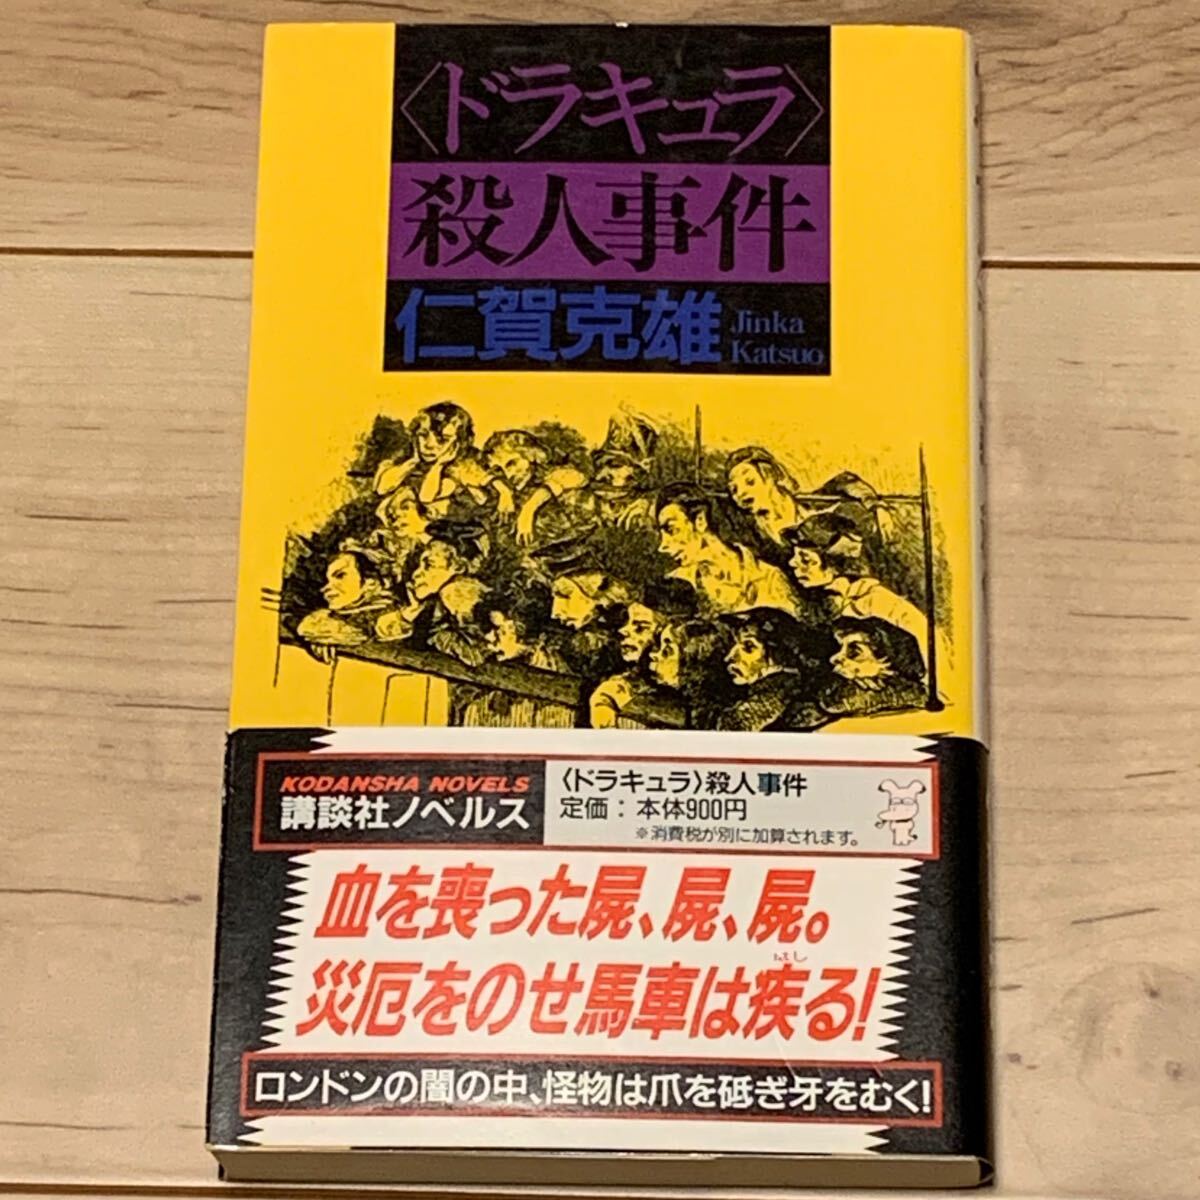 〈ドラキュラ〉
殺人事件
仁賀克雄
Jinka
Katsuo
KODANSHA NOVELS
講談社ノベルス
〈ドラキュラ〉殺人事件
定価：本体900円
※消費税が別に加算されます。
血を喪った屍、屍、屍。
はし
災厄をのせ馬車は疾る!
ロンドンの闇の中、怪物は爪を砥ぎ牙をむく!